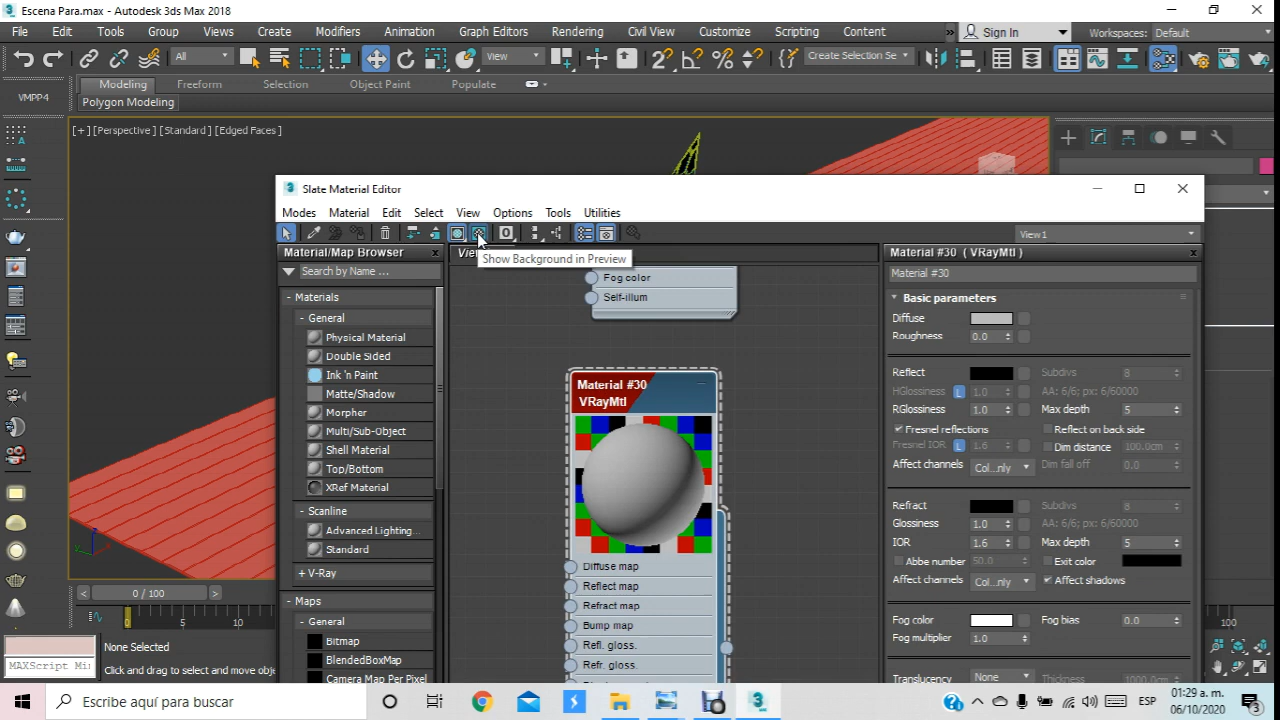 Escena Para.max - Autodesk 3ds Max 2018
File Edit Tools Group Views Create Modifiers Animation Graph Editors Rendering Civil View Customize Scripting Content » Sign In Workspaces: Default
All View Create Selection Se
Modeling Freeform Selection Object Paint Populate
VMPP4
Polygon Modeling
[+] [Perspective] [Standard] [Edged Faces]
Slate Material Editor
Modes Material Edit Select View Options Tools Utilities
View1
Material/Map Browser x
Show Background in Preview
Material #30 ( VRayMtl ) x
Search by Name ...
Material #30
- Materials
- General
Physical Material
Double Sided
Ink 'n Paint
Matte/Shadow
Morpher
Multi/Sub-Object
Shell Material
Top/Bottom
XRef Material
- Scanline
Advanced Lighting...
Standard
+ V-Ray
- Maps
- General
Bitmap
BlendedBoxMap
Camera Map Per Pixel
Fog color
Self-illum
Material #30
VRayMtl
Diffuse map
Reflect map
Refract map
Bump map
Refl. gloss.
Refr. gloss.
Basic parameters
Diffuse
Roughness 0.0
Reflect Subdivs 8
HGlossiness L 1.0 AA: 6/6; px: 6/60000
RGlossiness 1.0 Max depth 5
Fresnel reflections Reflect on back side
Fresnel IOR L 1.6 Dim distance 100.0cm
Affect channels Col...nly Dim fall off 0.0
Refract Subdivs 8
Glossiness 1.0 AA: 6/6; px: 6/60000
IOR 1.6 Max depth 5
Abbe number 50.0 Exit color
Affect channels Col...nly Affect shadows
Fog color Fog bias 0.0
Fog multiplier 1.0
Translucency None Thickness 1000.0cm
< 0 / 100 >
0 5 10 100
None Selected
MAXScript Mi
Click and drag to select and move obje
Escribe aquí para buscar
ESP
01:29 a. m.
06/10/2020
3